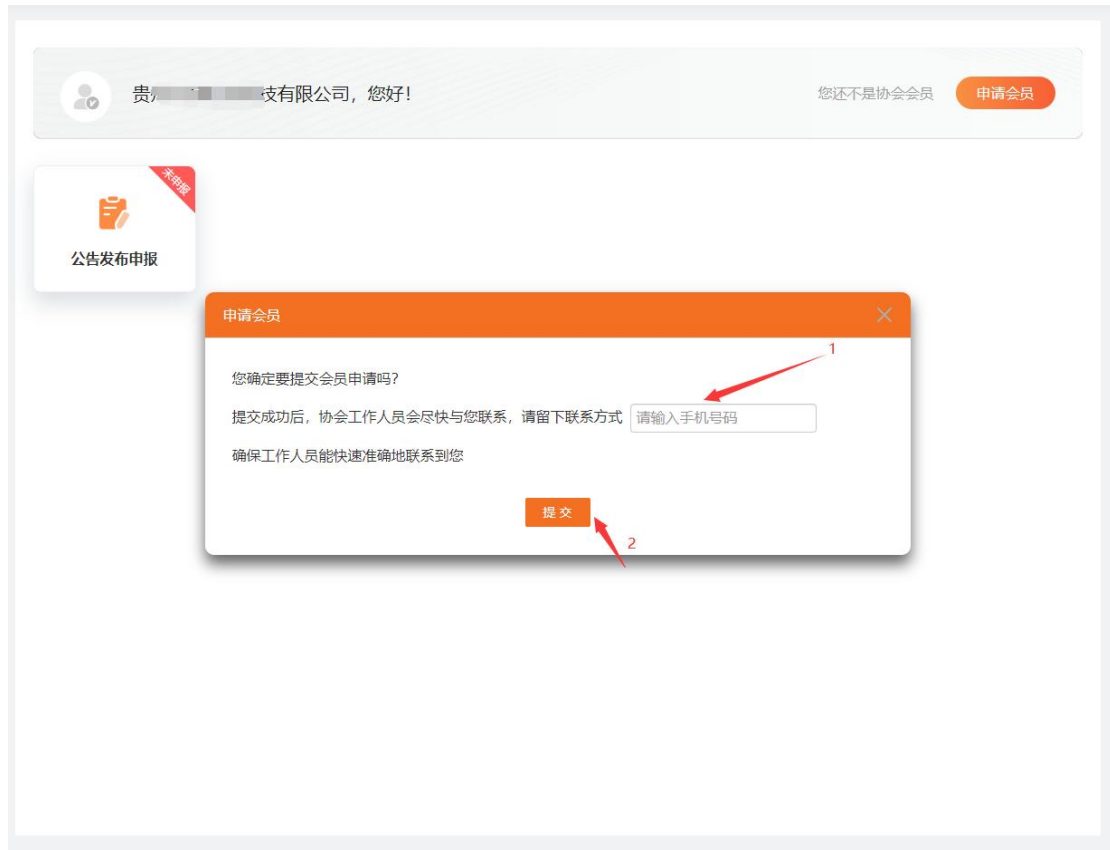 贵 技有限公司，您好！
您还不是协会会员
申请会员
未申报
公告发布申报
申请会员
1
您确定要提交会员申请吗？
提交成功后，协会工作人员会尽快与您联系，请留下联系方式 请输入手机号码
确保工作人员能快速准确地联系到您
提 交
2